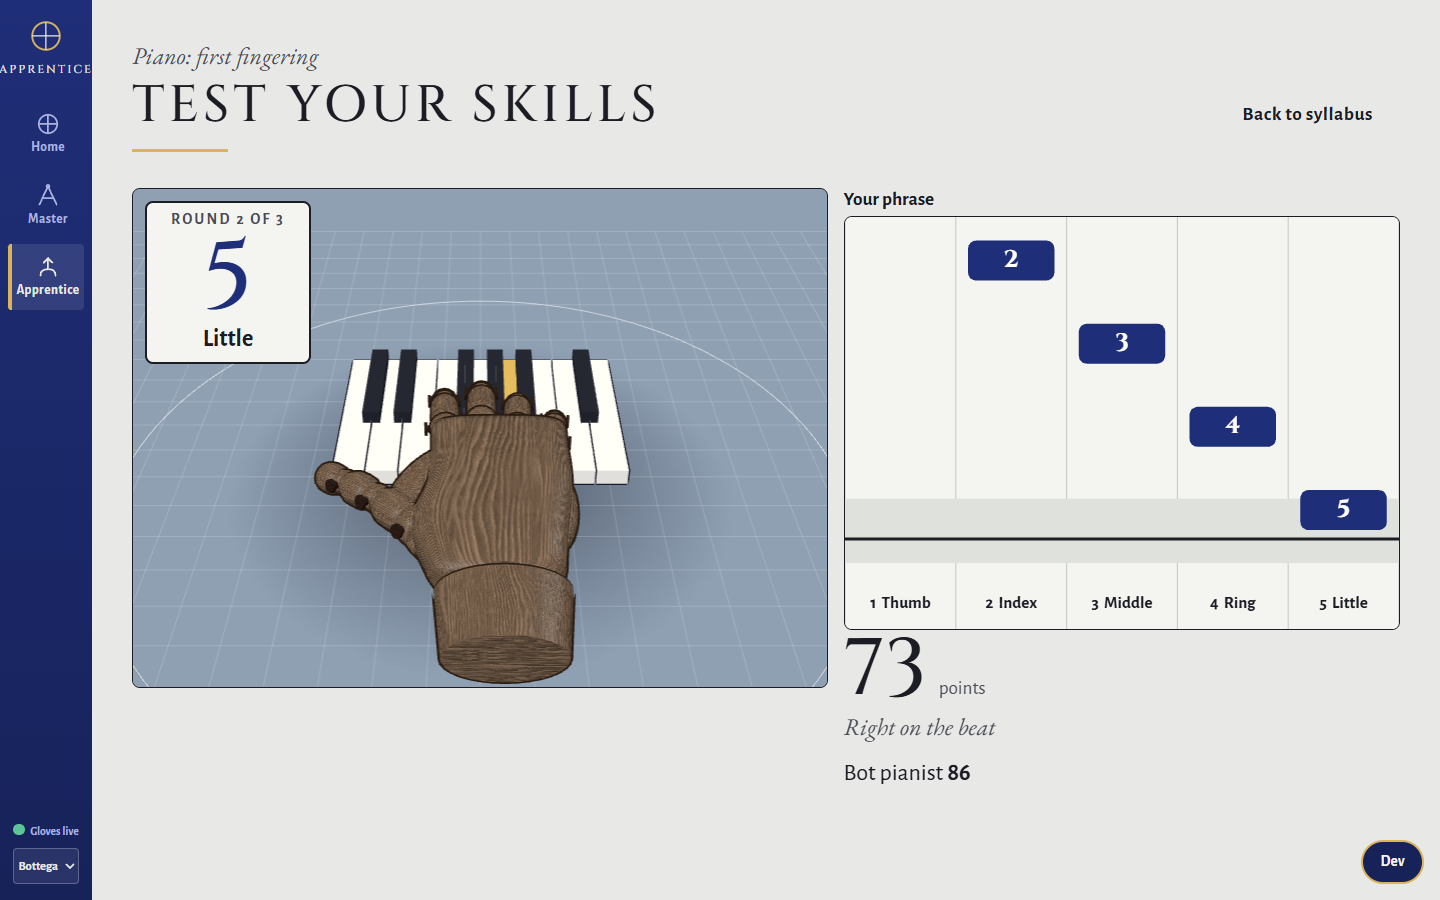 APPRENTICE
Home
Master
Apprentice
Gloves live
Bottega
Piano: first fingering
TEST YOUR SKILLS
Back to syllabus
ROUND 2 OF 3
5
Little
Your phrase
2
3
4
5
1 Thumb
2 Index
3 Middle
4 Ring
5 Little
73 points
Right on the beat
Bot pianist 86
Dev